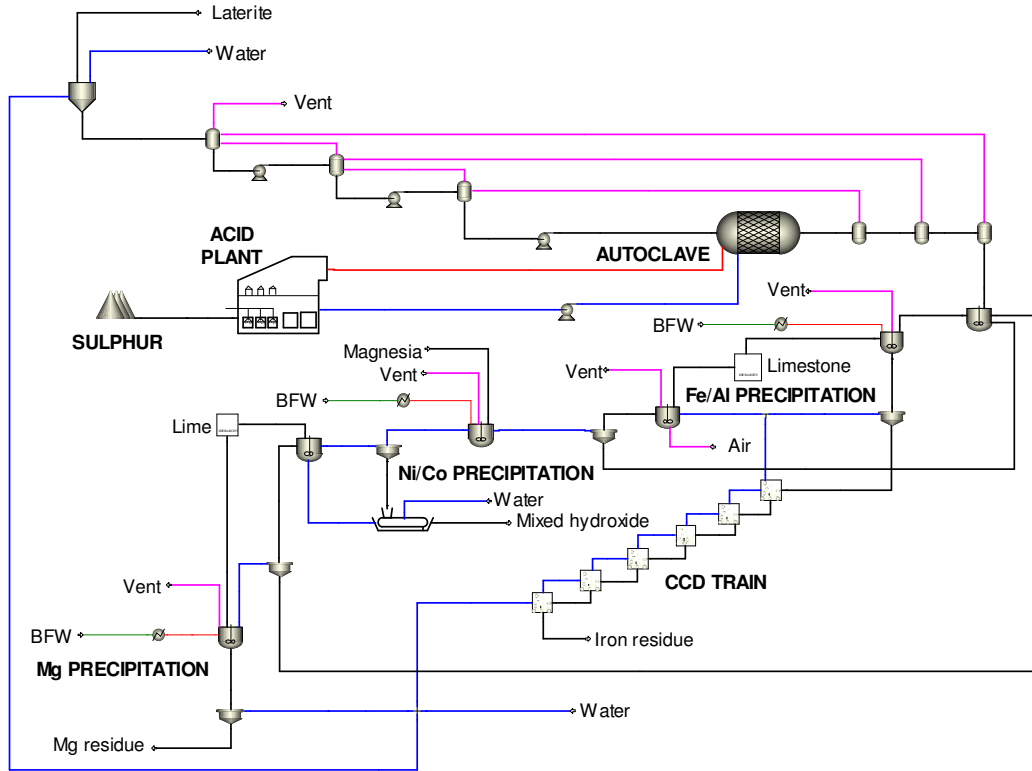 Laterite
Water
Vent
ACID
PLANT
AUTOCLAVE
SULPHUR
Vent
BFW
Magnesia
Vent
BFW
Limestone
Vent
Fe/Al PRECIPITATION
Lime
Air
Ni/Co PRECIPITATION
Water
Mixed hydroxide
CCD TRAIN
Vent
BFW
Iron residue
Mg PRECIPITATION
Water
Mg residue